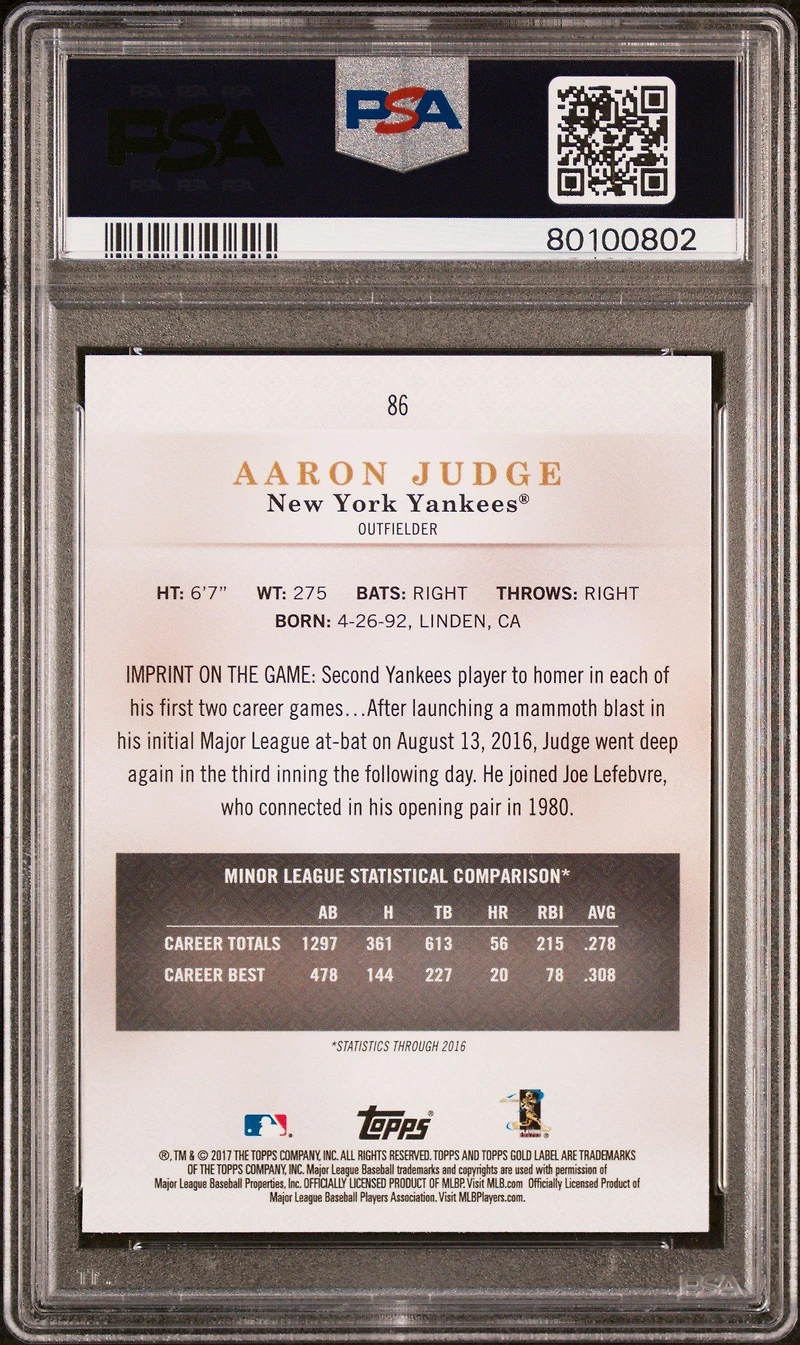 PSA PSA PSA
PSA
PSA PSA PSA
PSA
80100802
86
AARON JUDGE
New York Yankees®
OUTFIELDER
HT: 6'7" WT: 275 BATS: RIGHT THROWS: RIGHT
BORN: 4-26-92, LINDEN, CA
IMPRINT ON THE GAME: Second Yankees player to homer in each of
his first two career games...After launching a mammoth blast in
his initial Major League at-bat on August 13, 2016, Judge went deep
again in the third inning the following day. He joined Joe Lefebvre,
who connected in his opening pair in 1980.
MINOR LEAGUE STATISTICAL COMPARISON*
AB H TB HR RBI AVG
CAREER TOTALS 1297 361 613 56 215 .278
CAREER BEST 478 144 227 20 78 .308
*STATISTICS THROUGH 2016
Topps®
®, TM & © 2017 THE TOPPS COMPANY, INC. ALL RIGHTS RESERVED. TOPPS AND TOPPS GOLD LABEL ARE TRADEMARKS
OF THE TOPPS COMPANY, INC. Major League Baseball trademarks and copyrights are used with permission of
Major League Baseball Properties, Inc. OFFICIALLY LICENSED PRODUCT OF MLBP. Visit MLB.com Officially Licensed Product of
Major League Baseball Players Association. Visit MLBPlayers.com.
PSA